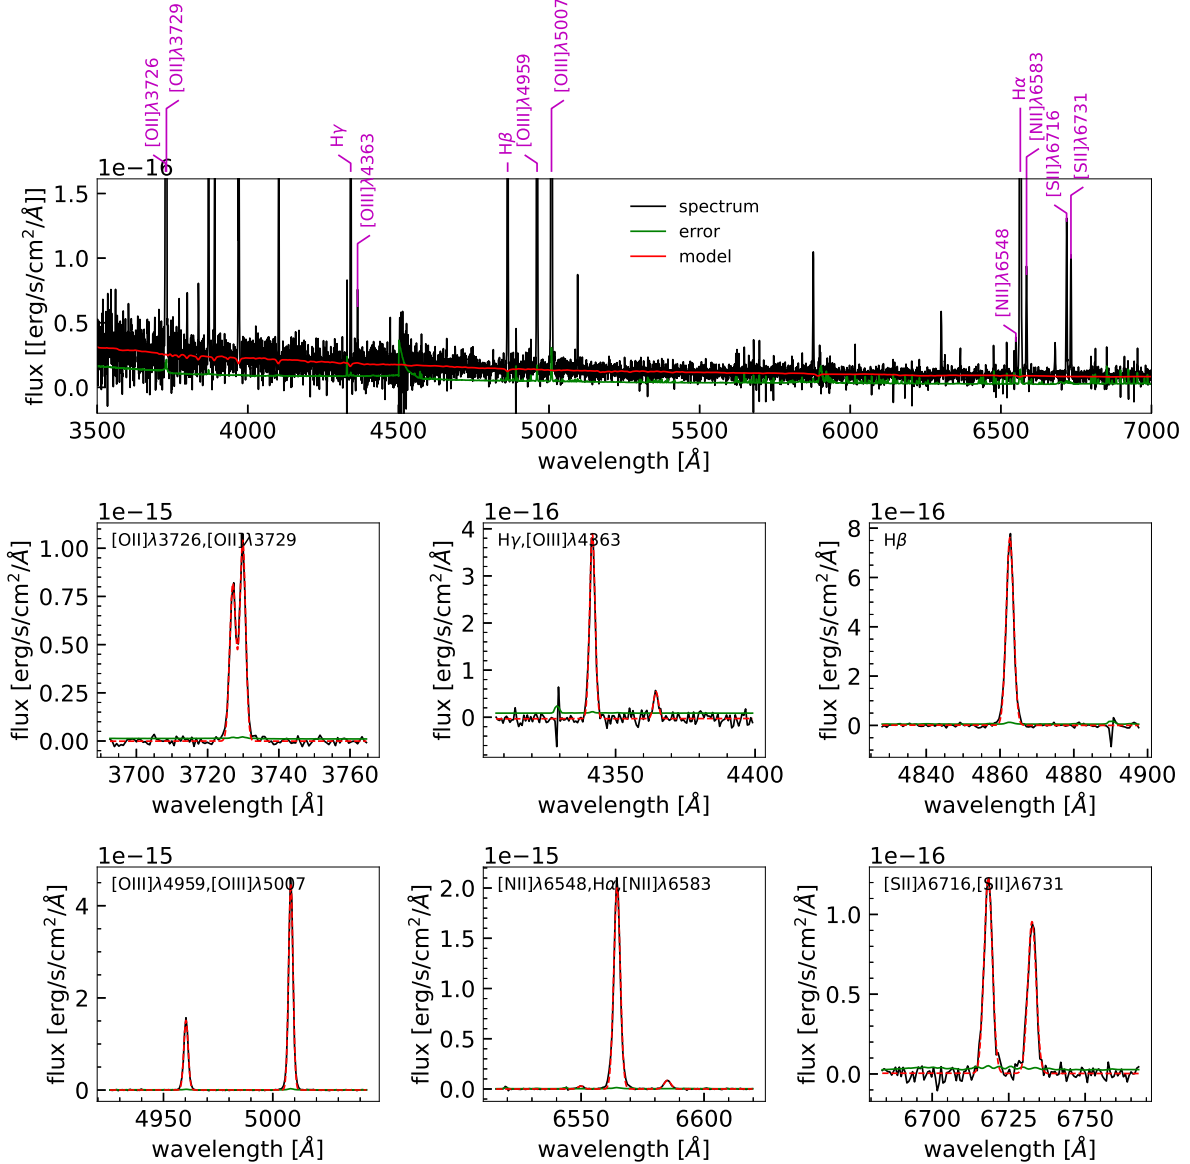 [OII]λ3726
[OII]λ3729
Hγ
[OIII]λ4363
Hβ
[OIII]λ4959
[OIII]λ5007
[NII]λ6548
Hα
[NII]λ6583
[SII]λ6716
[SII]λ6731
1e−16
1.5
1.0
0.5
0.0
flux [[erg/s/cm²/Å]]
spectrum
error
model
3500 4000 4500 5000 5500 6000 6500 7000
wavelength [Å]
1e−15
[OII]λ3726,[OII]λ3729
1.00
0.75
0.50
0.25
0.00
flux [erg/s/cm²/Å]
3700 3720 3740 3760
wavelength [Å]
1e−16
Hγ,[OIII]λ4363
4
3
2
1
0
flux [erg/s/cm²/Å]
4350 4400
wavelength [Å]
1e−16
Hβ
8
6
4
2
0
flux [erg/s/cm²/Å]
4840 4860 4880 4900
wavelength [Å]
1e−15
[OIII]λ4959,[OIII]λ5007
4
2
0
flux [erg/s/cm²/Å]
4950 5000
wavelength [Å]
1e−15
[NII]λ6548,Hα,[NII]λ6583
2.0
1.5
1.0
0.5
0.0
flux [erg/s/cm²/Å]
6550 6600
wavelength [Å]
1e−16
[SII]λ6716,[SII]λ6731
1.0
0.5
0.0
flux [erg/s/cm²/Å]
6700 6725 6750
wavelength [Å]